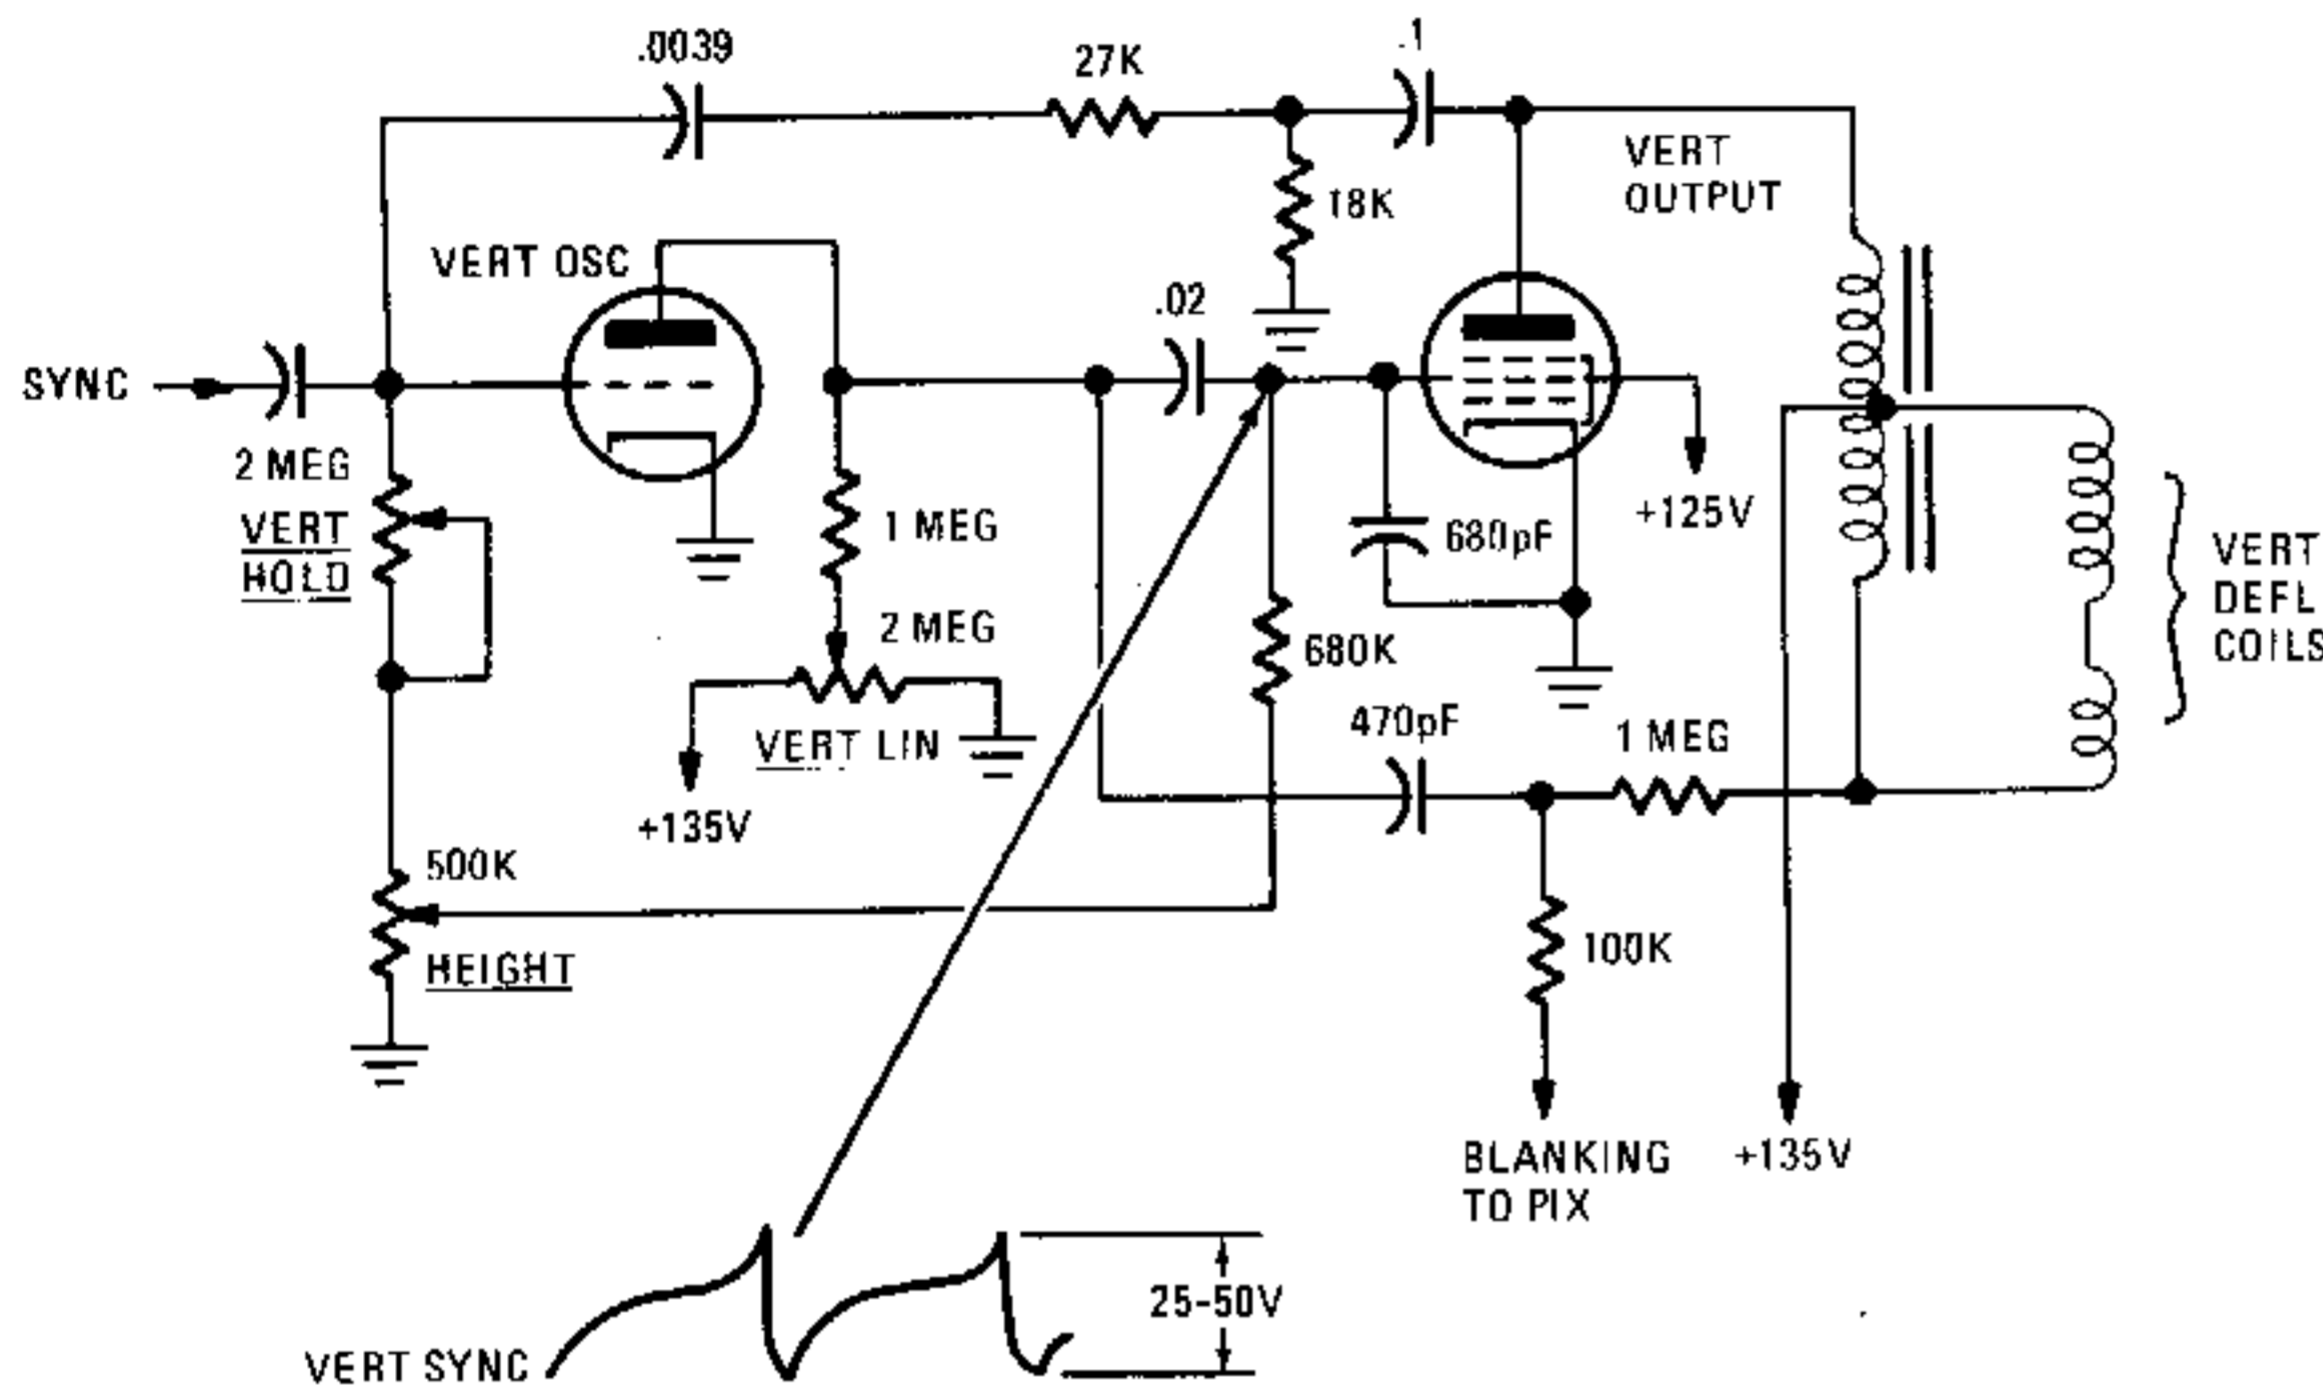 .0039
27K
.1
VERT
OUTPUT
18K
VERT OSC
.02
SYNC
2 MEG
VERT
HOLD
1 MEG
+125V
680pF
VERT
DEFL
COILS
2 MEG
680K
VERT LIN
470pF
1 MEG
+135V
500K
HEIGHT
100K
BLANKING
TO PIX
+135V
25-50V
VERT SYNC